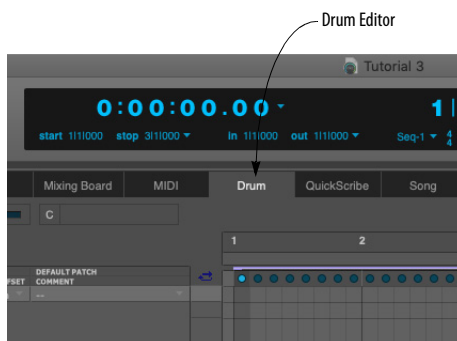 Drum Editor
Tutorial 3
0:00:00.00 1|
start 1|1|000 stop 3|1|000 in 1|1|000 out 1|1|000 Seq-1 4
4
Mixing Board MIDI Drum QuickScribe Song
C
1 2
DEFAULT PATCH
COMMENT
--